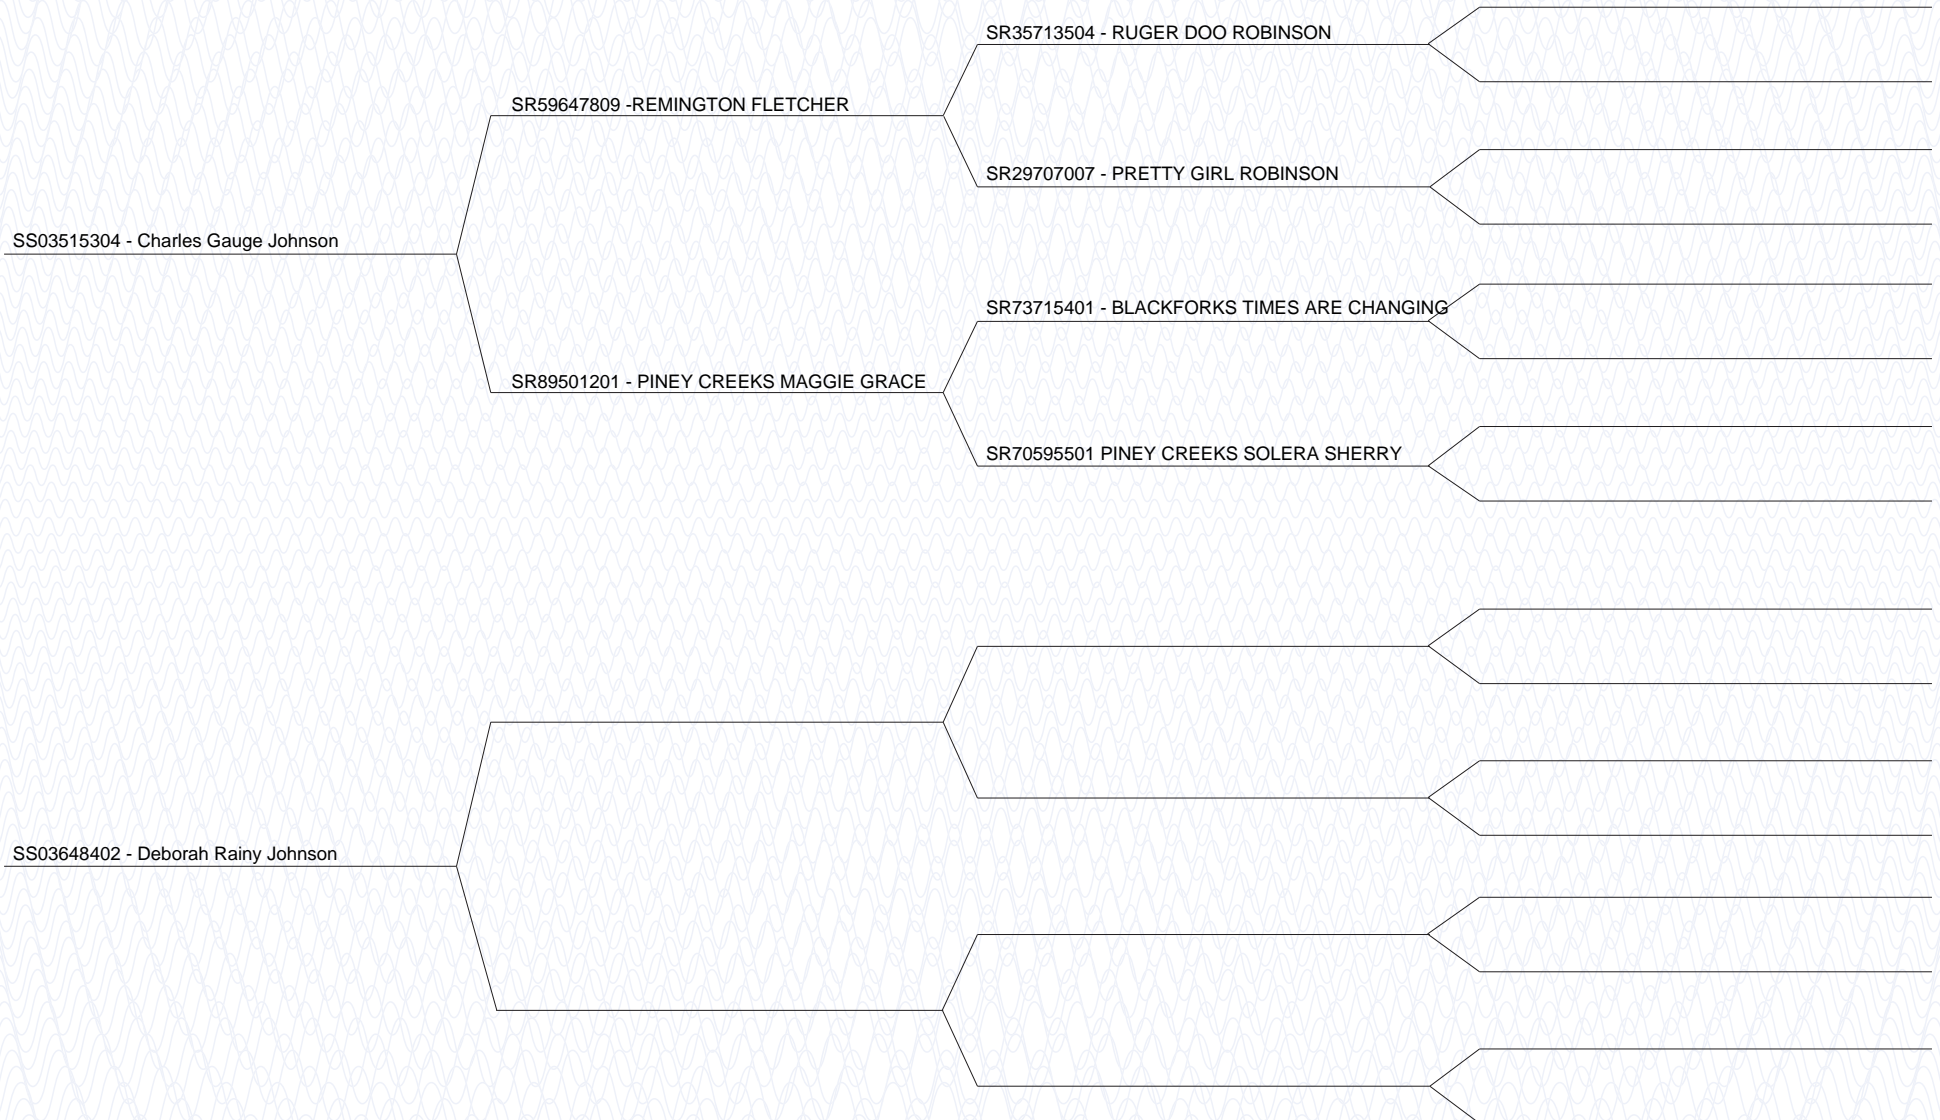 SR35713504 - RUGER DOO ROBINSON
SR59647809 -REMINGTON FLETCHER
SR29707007 - PRETTY GIRL ROBINSON
SS03515304 - Charles Gauge Johnson
SR73715401 - BLACKFORKS TIMES ARE CHANGING
SR89501201 - PINEY CREEKS MAGGIE GRACE
SR70595501 PINEY CREEKS SOLERA SHERRY
SS03648402 - Deborah Rainy Johnson